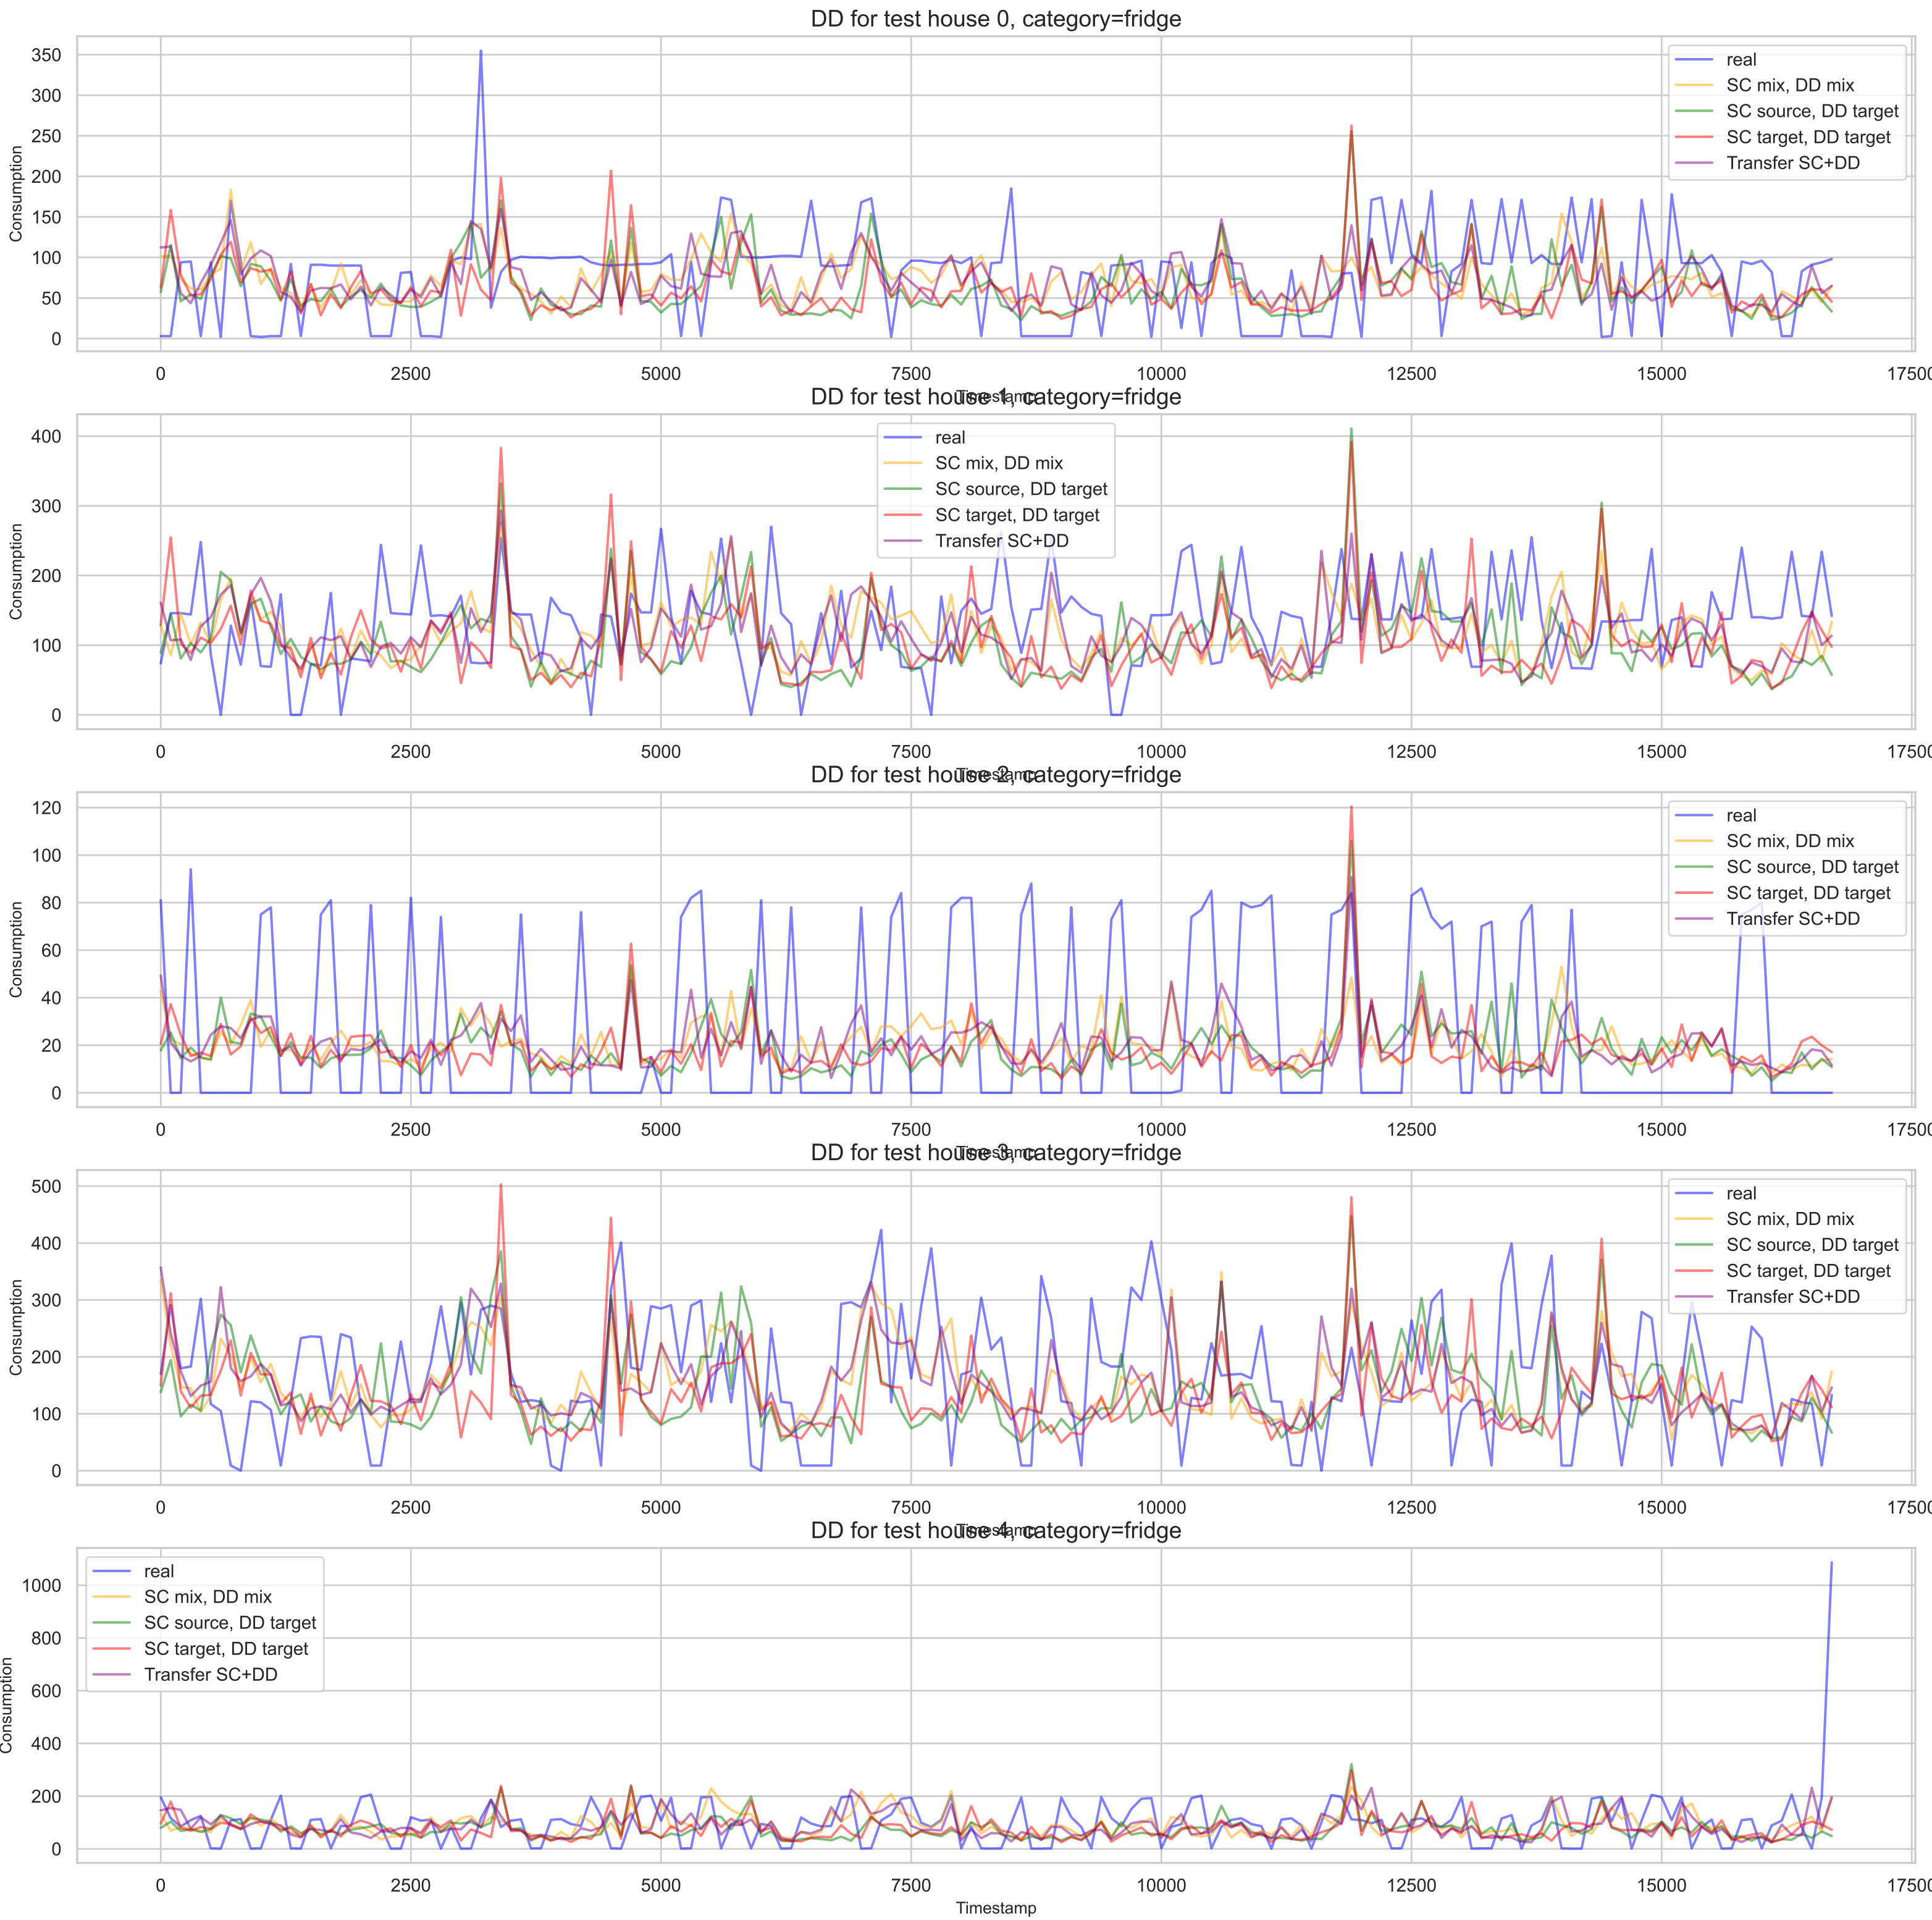 DD for test house 0, category=fridge
350
300
250
200
150
100
50
0
Consumption
real
SC mix, DD mix
SC source, DD target
SC target, DD target
Transfer SC+DD
0 2500 5000 7500 10000 12500 15000 17500
Timestamp
DD for test house 1, category=fridge
400
300
200
100
0
Consumption
real
SC mix, DD mix
SC source, DD target
SC target, DD target
Transfer SC+DD
0 2500 5000 7500 10000 12500 15000 17500
Timestamp
DD for test house 2, category=fridge
120
100
80
60
40
20
0
Consumption
real
SC mix, DD mix
SC source, DD target
SC target, DD target
Transfer SC+DD
0 2500 5000 7500 10000 12500 15000 17500
Timestamp
DD for test house 3, category=fridge
500
400
300
200
100
0
Consumption
real
SC mix, DD mix
SC source, DD target
SC target, DD target
Transfer SC+DD
0 2500 5000 7500 10000 12500 15000 17500
Timestamp
DD for test house 4, category=fridge
1000
800
600
400
200
0
Consumption
real
SC mix, DD mix
SC source, DD target
SC target, DD target
Transfer SC+DD
0 2500 5000 7500 10000 12500 15000 17500
Timestamp